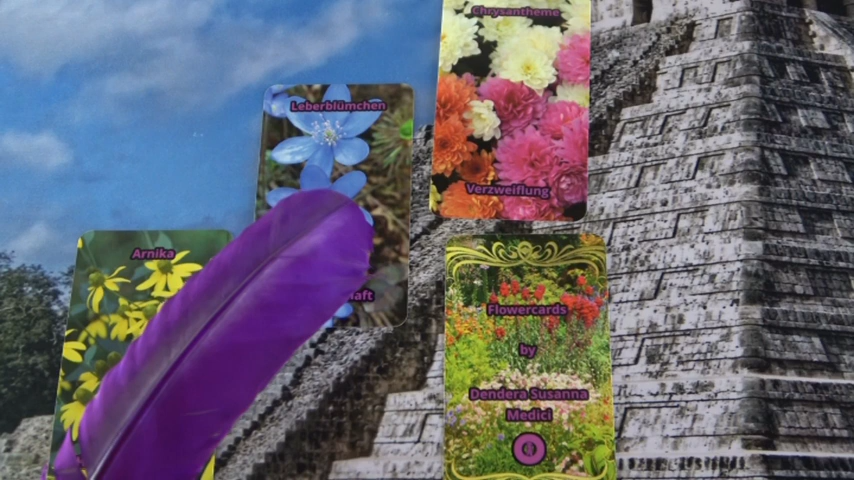 Chrysantheme
Verzweiflung
Leberblümchen
Arnika
Flowercards
by
Dendera Susanna
Medici